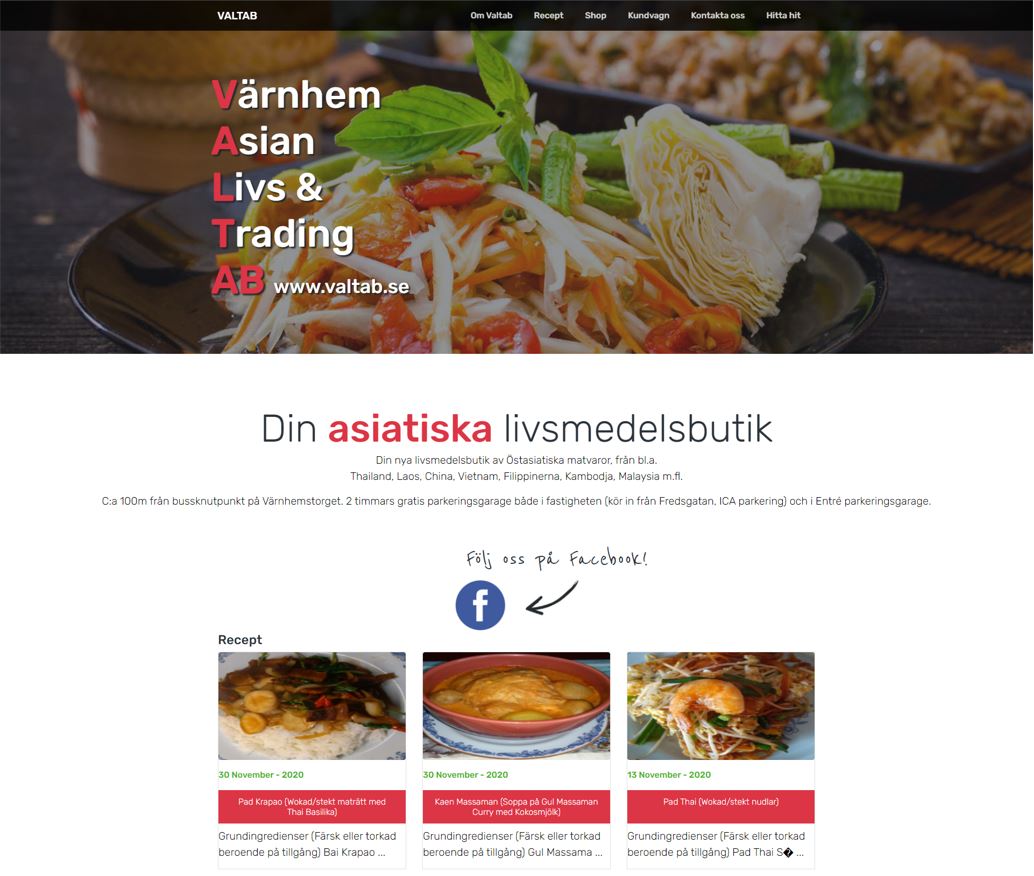 VALTAB
Om Valtab Recept Shop Kundvagn Kontakta oss Hitta hit
Värnhem
Asian
Livs &
Trading
AB www.valtab.se
Din asiatiska livsmedelsbutik
Din nya livsmedelsbutik av Östasiatiska matvaror, från bl.a.
Thailand, Laos, China, Vietnam, Filippinerna, Kambodja, Malaysia m.fl.
C:a 100m från bussknutpunkt på Värnhemstorget. 2 timmars gratis parkeringsgarage både i fastigheten (kör in från Fredsgatan, ICA parkering) och i Entré parkeringsgarage.
Följ oss på Facebook!
f
Recept
30 November - 2020
Pad Krapao (Wokad/stekt maträtt med
Thai Basilika)
Grundingredienser (Färsk eller torkad
beroende på tillgång) Bai Krapao ...
30 November - 2020
Kaen Massaman (Soppa på Gul Massaman
Curry med Kokosmjölk)
Grundingredienser (Färsk eller torkad
beroende på tillgång) Gul Massama ...
13 November - 2020
Pad Thai (Wokad/stekt nudlar)
Grundingredienser (Färsk eller torkad
beroende på tillgång) Pad Thai S� ...